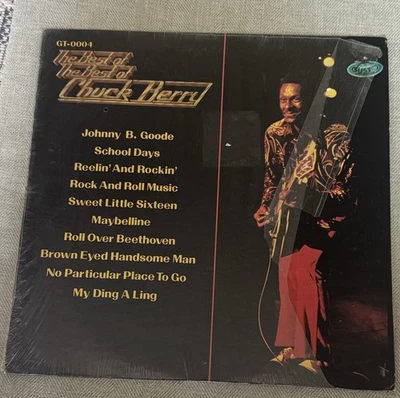 GT-0004
The Best of
The Best of
Chuck Berry
Johnny B. Goode
School Days
Reelin' And Rockin'
Rock And Roll Music
Sweet Little Sixteen
Maybelline
Roll Over Beethoven
Brown Eyed Handsome Man
No Particular Place To Go
My Ding A Ling
GUSTO